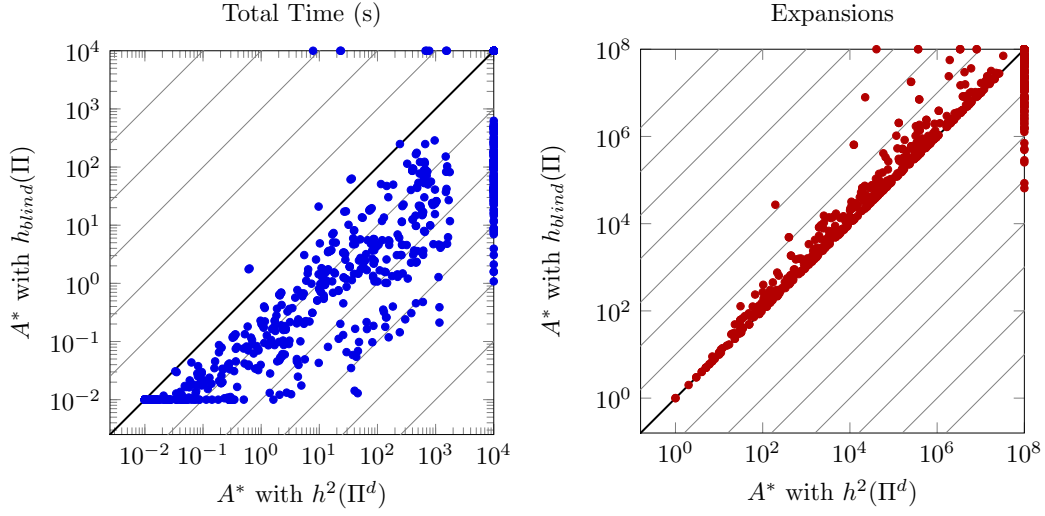 Total Time (s)
10^4
10^3
10^2
10^1
10^0
10^−1
10^−2
A* with h_blind(Π)
10^−2 10^−1 10^0 10^1 10^2 10^3 10^4
A* with h^2(Π^d)
Expansions
10^8
10^6
10^4
10^2
10^0
A* with h_blind(Π)
10^0 10^2 10^4 10^6 10^8
A* with h^2(Π^d)